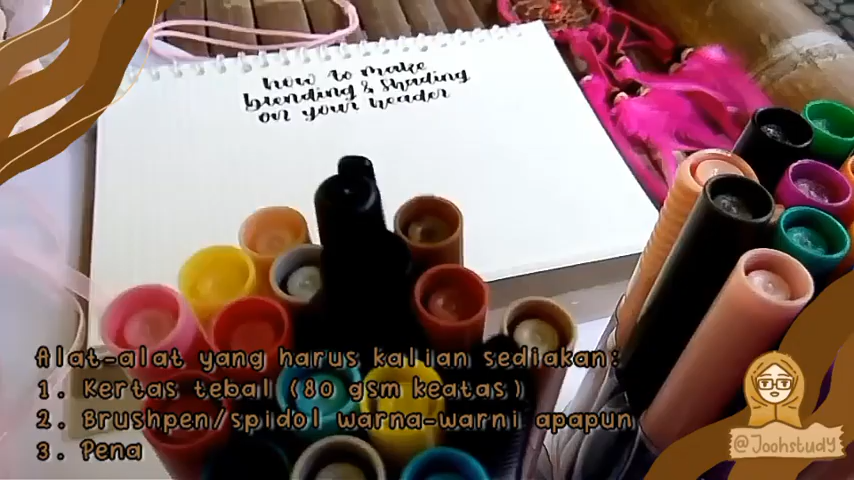 how to make
blending & shading
on your header
Alat-alat yang harus kalian sediakan:
1. Kertas tebal (80 gsm keatas)
2. Brushpen/spidol warna-warni apapun
3. Pena
@Joohstudy